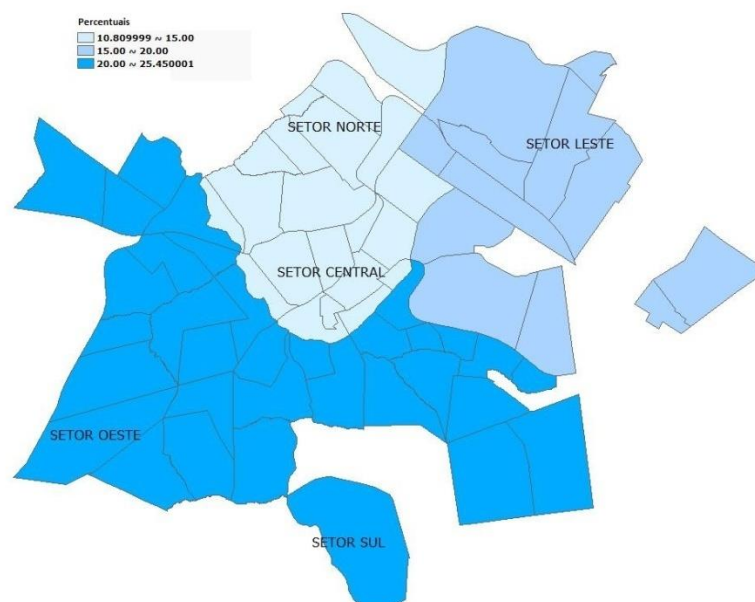 Percentuais
10.809999 ~ 15.00
15.00 ~ 20.00
20.00 ~ 25.450001
SETOR NORTE
SETOR LESTE
SETOR CENTRAL
SETOR OESTE
SETOR SUL